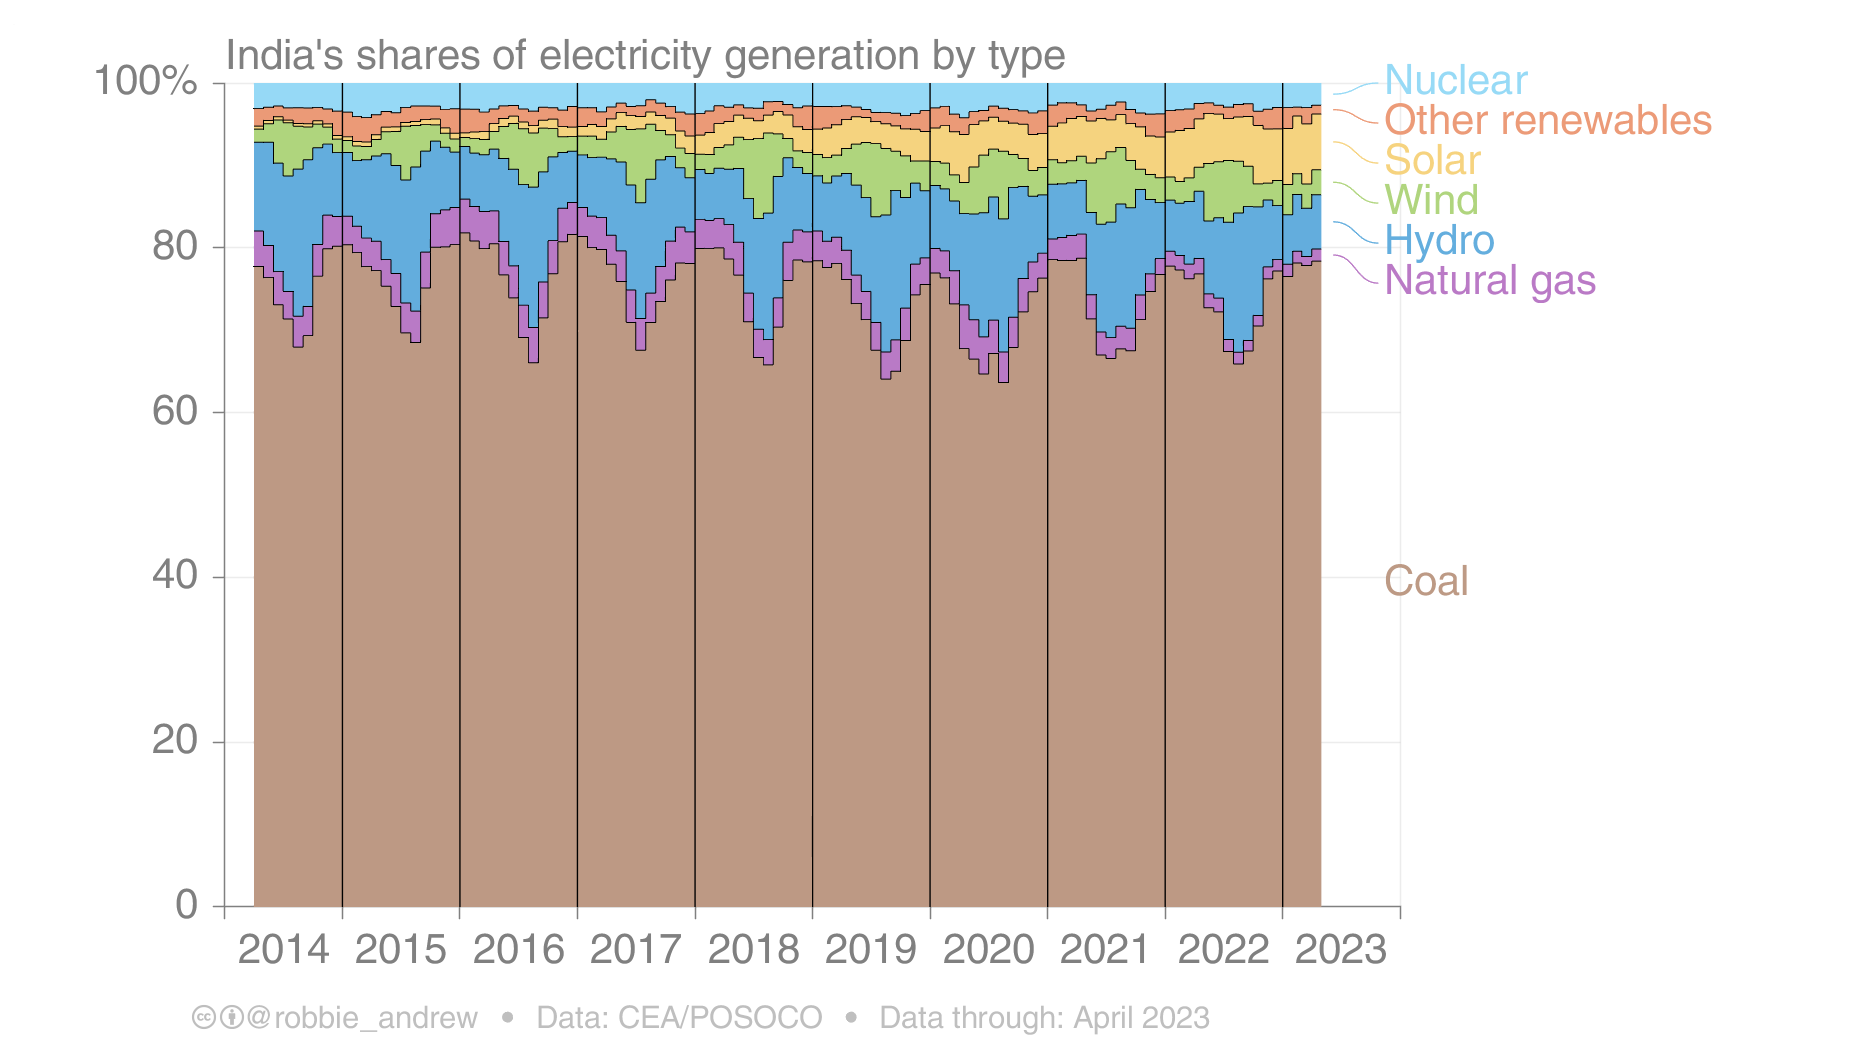 India's shares of electricity generation by type
100%
80
60
40
20
0
Nuclear
Other renewables
Solar
Wind
Hydro
Natural gas
Coal
2014 2015 2016 2017 2018 2019 2020 2021 2022 2023
cc @robbie_andrew • Data: CEA/POSOCO • Data through: April 2023